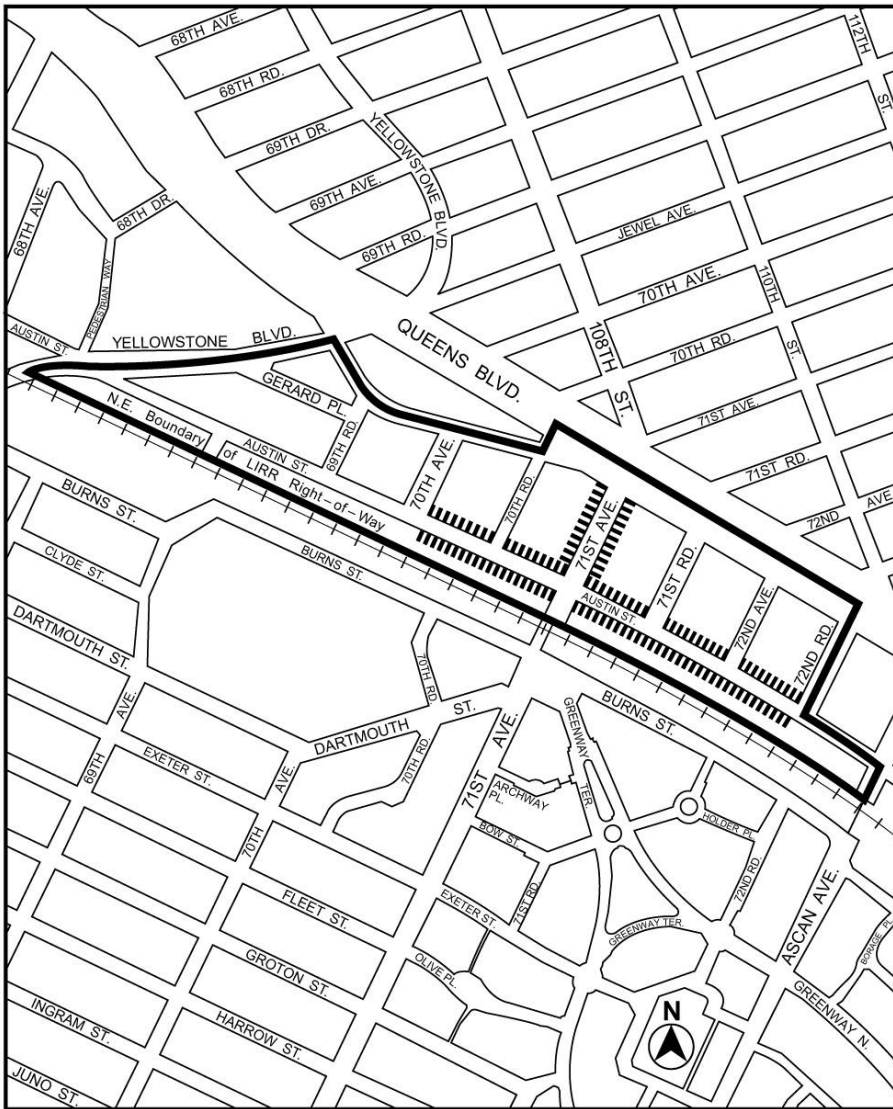 68TH AVE.
112TH
ST.
68TH RD.
69TH DR.
YELLOWSTONE BLVD.
69TH AVE.
69TH RD.
68TH AVE.
68TH DR.
PEDESTRIAN WAY
JEWEL AVE.
70TH AVE.
110TH
ST.
70TH RD.
71ST AVE.
71ST RD.
72ND AVE
108TH
ST.
QUEENS BLVD.
AUSTIN ST.
YELLOWSTONE BLVD.
GERARD PL.
N.E. Boundary
of LIRR Right-of-Way
AUSTIN ST.
69TH RD.
70TH AVE.
70TH RD.
71ST AVE.
71ST RD.
72ND AVE.
72ND RD.
AUSTIN ST.
BURNS ST.
BURNS ST.
BURNS ST.
CLYDE ST.
DARTMOUTH ST.
DARTMOUTH ST.
70TH RD.
70TH RD.
69TH
AVE.
EXETER ST.
70TH
AVE.
71ST
AVE.
GREENWAY
TER.
ARCHWAY
PL.
BOW ST.
71ST RD.
EXETER ST.
OLIVE PL.
GREENWAY TER.
HOLDER PL.
72ND RD.
ASCAN AVE.
BORAGE PL.
GREENWAY N.
FLEET ST.
GROTON ST.
HARROW ST.
INGRAM ST.
JUNO ST.
N